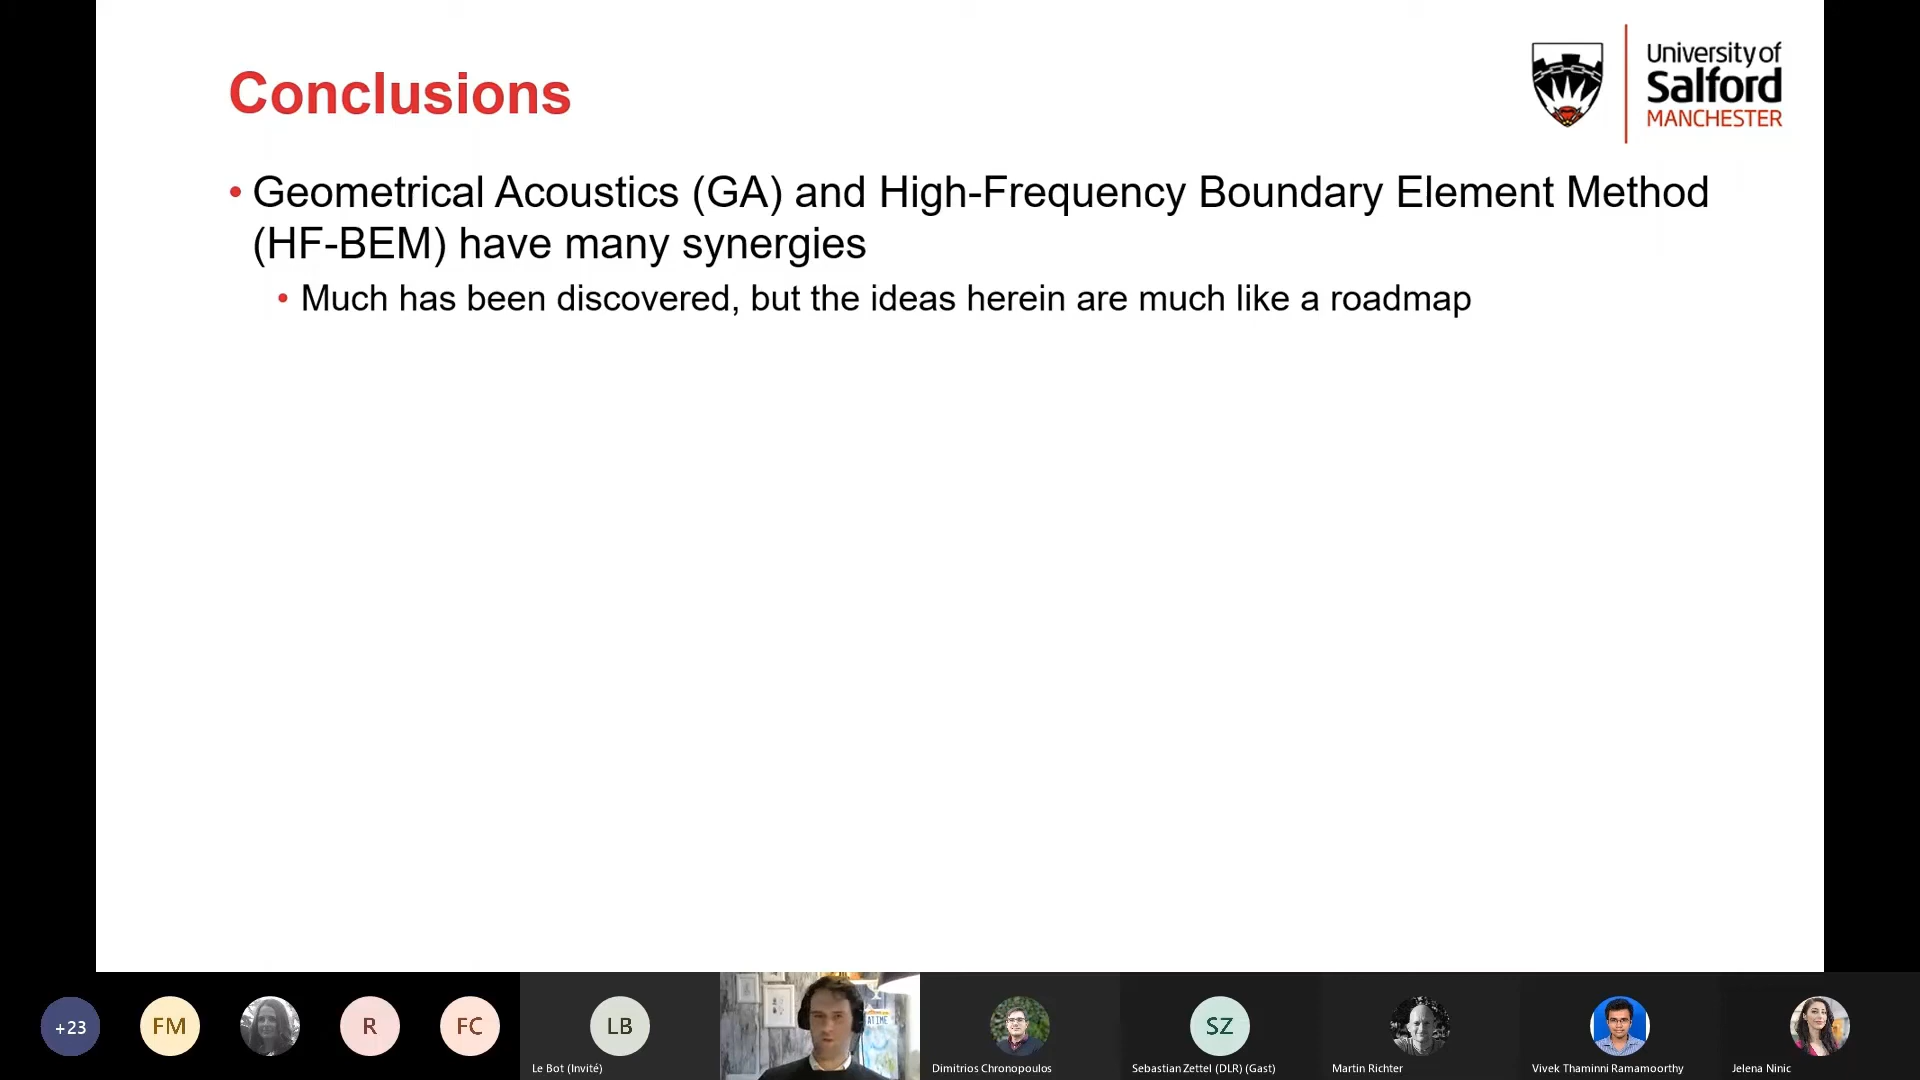 Conclusions
University of
Salford
MANCHESTER
• Geometrical Acoustics (GA) and High-Frequency Boundary Element Method
(HF-BEM) have many synergies
• Much has been discovered, but the ideas herein are much like a roadmap
+23
FM
R
FC
LB
SZ
Le Bot (Invité)
Dimitrios Chronopoulos
Sebastian Zettel (DLR) (Gast)
Martin Richter
Vivek Thaminni Ramamoorthy
Jelena Ninic